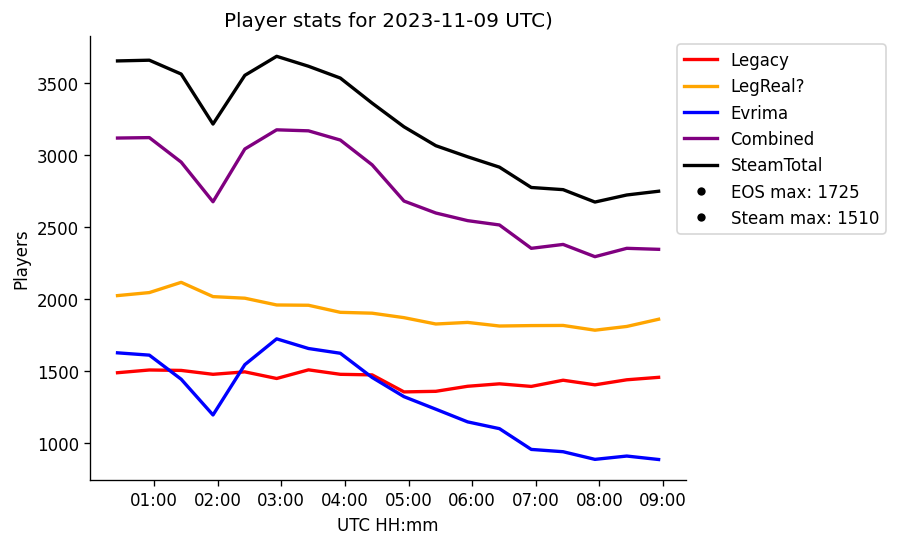 Player stats for 2023-11-09 UTC)
Legacy
LegReal?
Evrima
Combined
SteamTotal
EOS max: 1725
Steam max: 1510
Players
3500
3000
2500
2000
1500
1000
01:00 02:00 03:00 04:00 05:00 06:00 07:00 08:00 09:00
UTC HH:mm